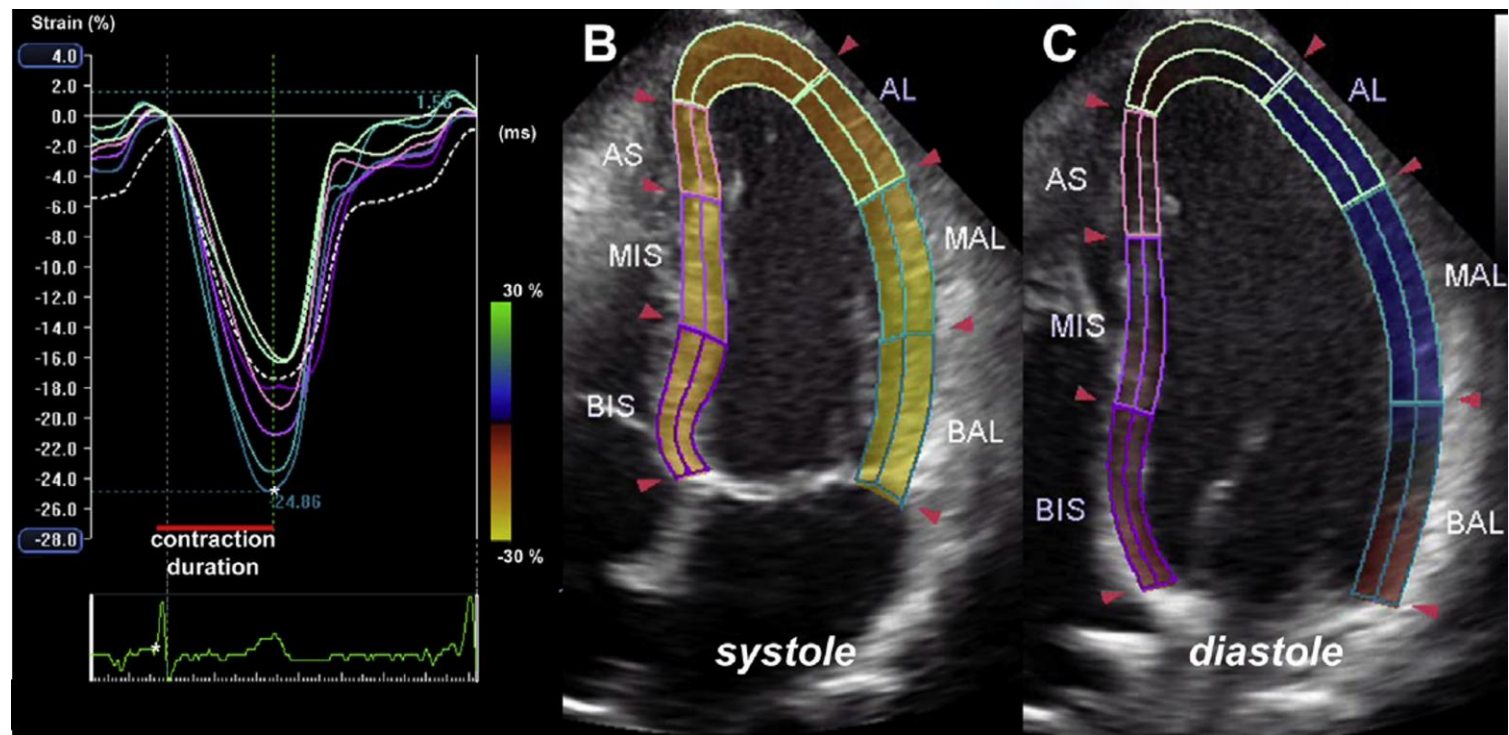 Strain (%)
4.0
2.0
0.0
-2.0
-4.0
-6.0
-8.0
-10.0
-12.0
-14.0
-16.0
-18.0
-20.0
-22.0
-24.0
-26.0
-28.0
1.56
(ms)
*
-24.86
contraction
duration
*
30 %
-30 %
B
AL
AS
MIS
MAL
BIS
BAL
systole
C
AL
AS
MAL
MIS
BIS
BAL
diastole